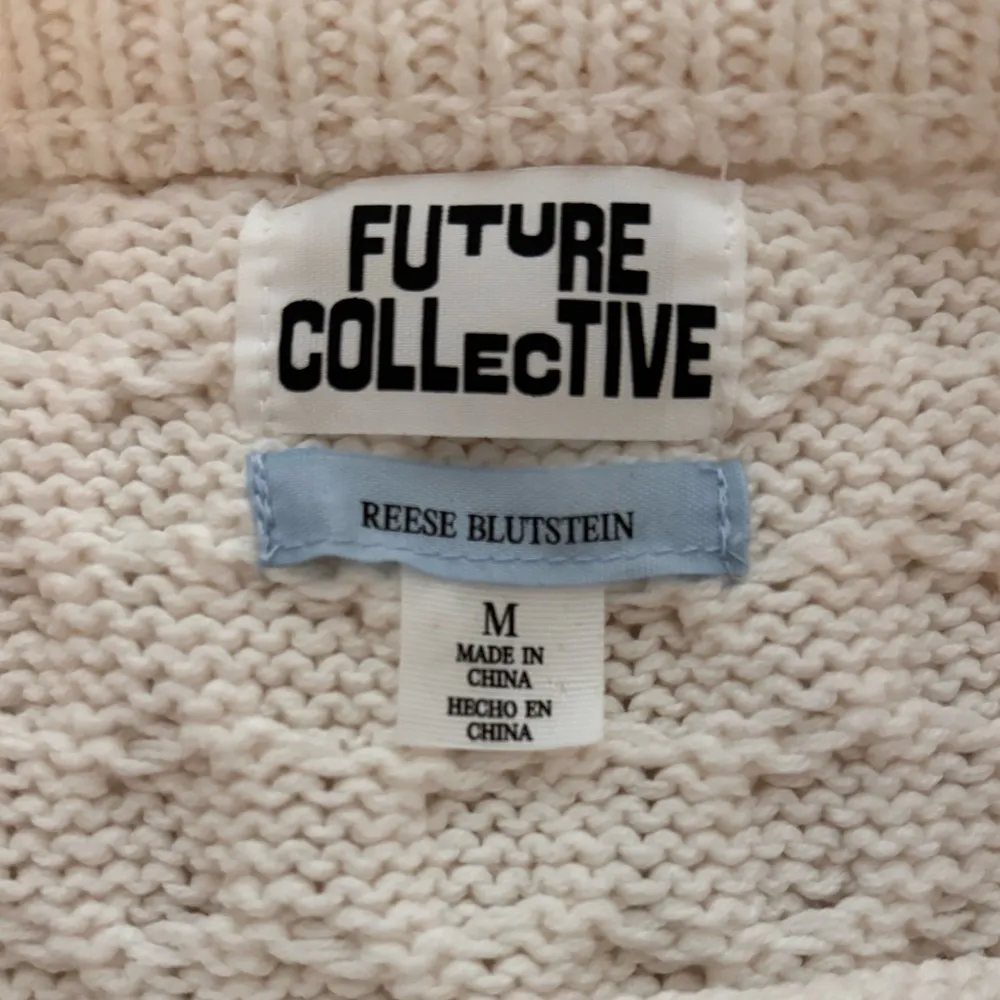 FUTURE
COLLECTIVE
REESE BLUTSTEIN
M
MADE IN
CHINA
HECHO EN
CHINA